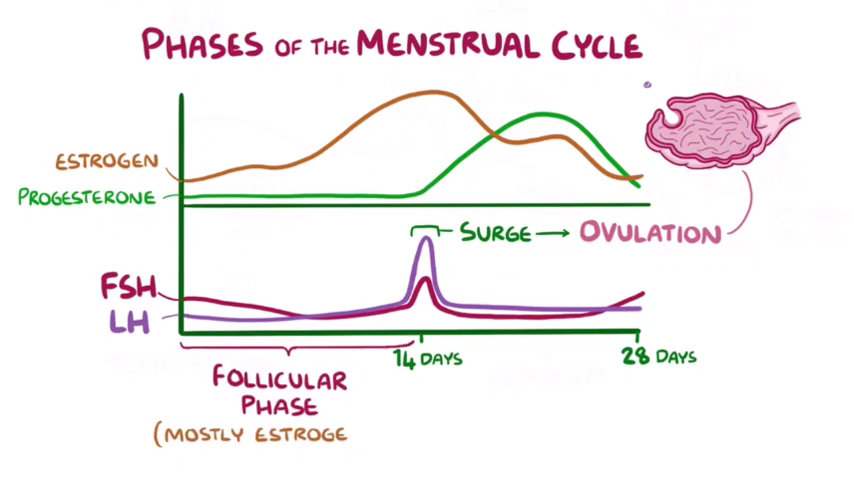 PHASES OF THE MENSTRUAL CYCLE
ESTROGEN
PROGESTERONE
SURGE → OVULATION
FSH
LH
14 DAYS
28 DAYS
FOLLICULAR
PHASE
(MOSTLY ESTROGE